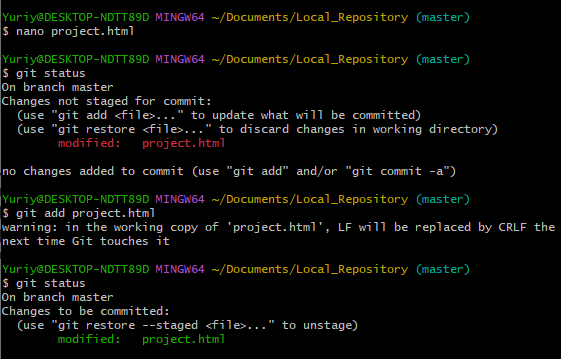 Yuriy@DESKTOP-NDTT89D MINGW64 ~/Documents/Local_Repository (master)
$ nano project.html
Yuriy@DESKTOP-NDTT89D MINGW64 ~/Documents/Local_Repository (master)
$ git status
On branch master
Changes not staged for commit:
  (use "git add <file>..." to update what will be committed)
  (use "git restore <file>..." to discard changes in working directory)
        modified:   project.html
no changes added to commit (use "git add" and/or "git commit -a")
Yuriy@DESKTOP-NDTT89D MINGW64 ~/Documents/Local_Repository (master)
$ git add project.html
warning: in the working copy of 'project.html', LF will be replaced by CRLF the
next time Git touches it
Yuriy@DESKTOP-NDTT89D MINGW64 ~/Documents/Local_Repository (master)
$ git status
On branch master
Changes to be committed:
  (use "git restore --staged <file>..." to unstage)
        modified:   project.html